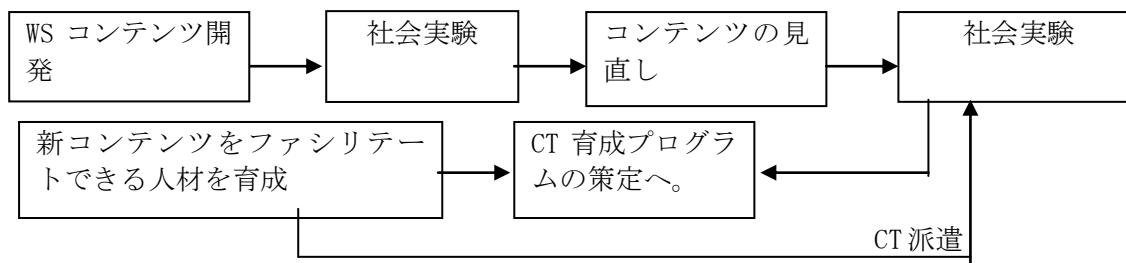 WS コンテンツ開
発
社会実験
コンテンツの見
直し
社会実験
新コンテンツをファシリテー
トできる人材を育成
CT 育成プログラ
ムの策定へ。
CT 派遣